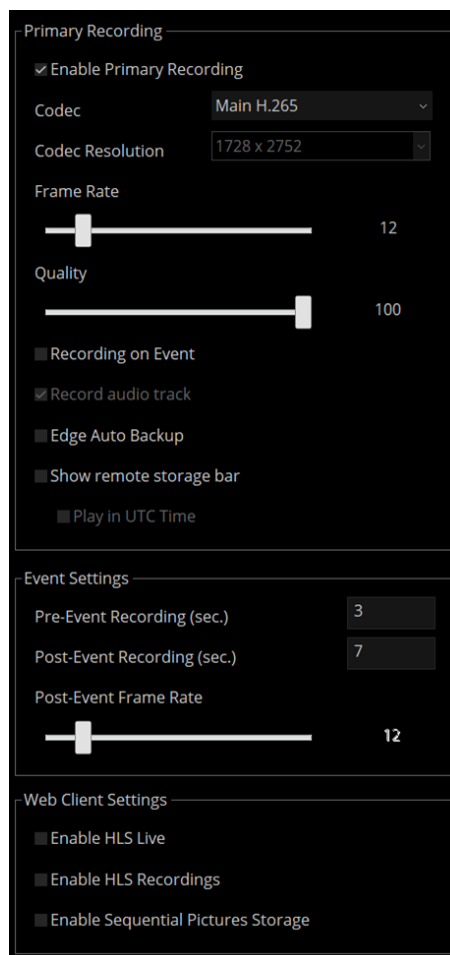 Primary Recording
Enable Primary Recording
Codec Main H.265
Codec Resolution 1728 x 2752
Frame Rate
12
Quality
100
Recording on Event
Record audio track
Edge Auto Backup
Show remote storage bar
Play in UTC Time
Event Settings
Pre-Event Recording (sec.) 3
Post-Event Recording (sec.) 7
Post-Event Frame Rate
12
Web Client Settings
Enable HLS Live
Enable HLS Recordings
Enable Sequential Pictures Storage